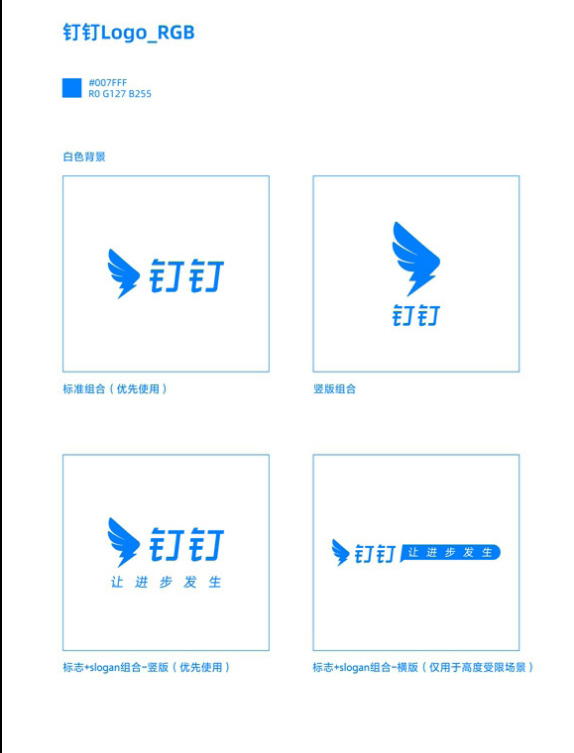 钉钉Logo_RGB
#007FFF
R0 G127 B255
白色背景
钉钉
钉钉
标准组合（优先使用）
竖版组合
钉钉
让进步发生
钉钉 让进步发生
标志+slogan组合-竖版（优先使用）
标志+slogan组合-横版（仅用于高度受限场景）